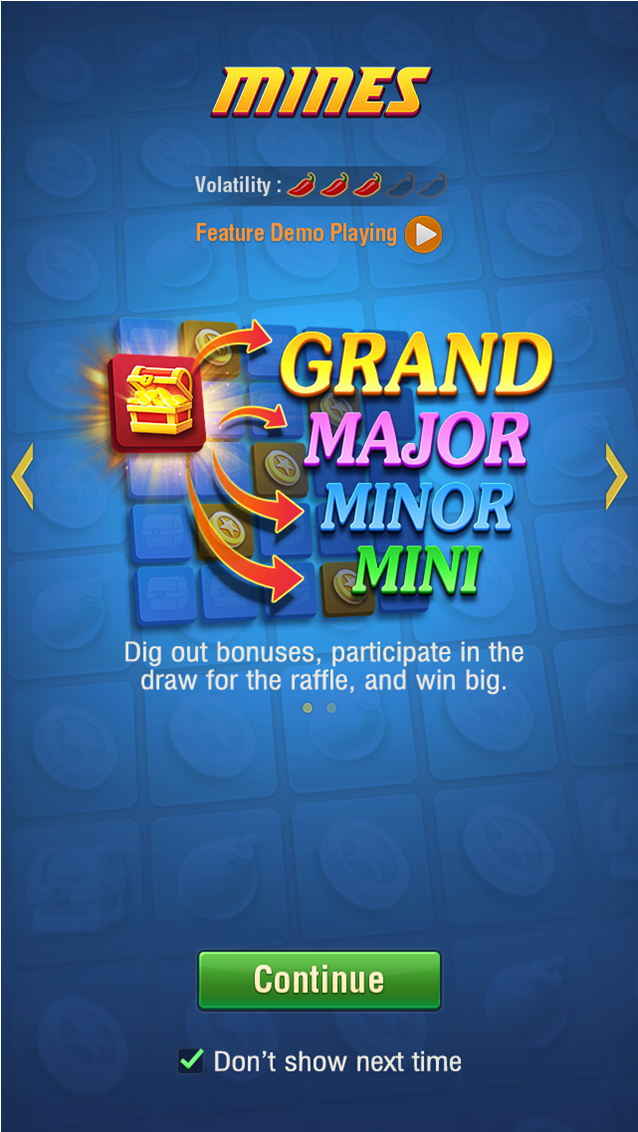 MINES
Volatility :
Feature Demo Playing
GRAND
MAJOR
MINOR
MINI
Dig out bonuses, participate in the
draw for the raffle, and win big.
Continue
Don't show next time